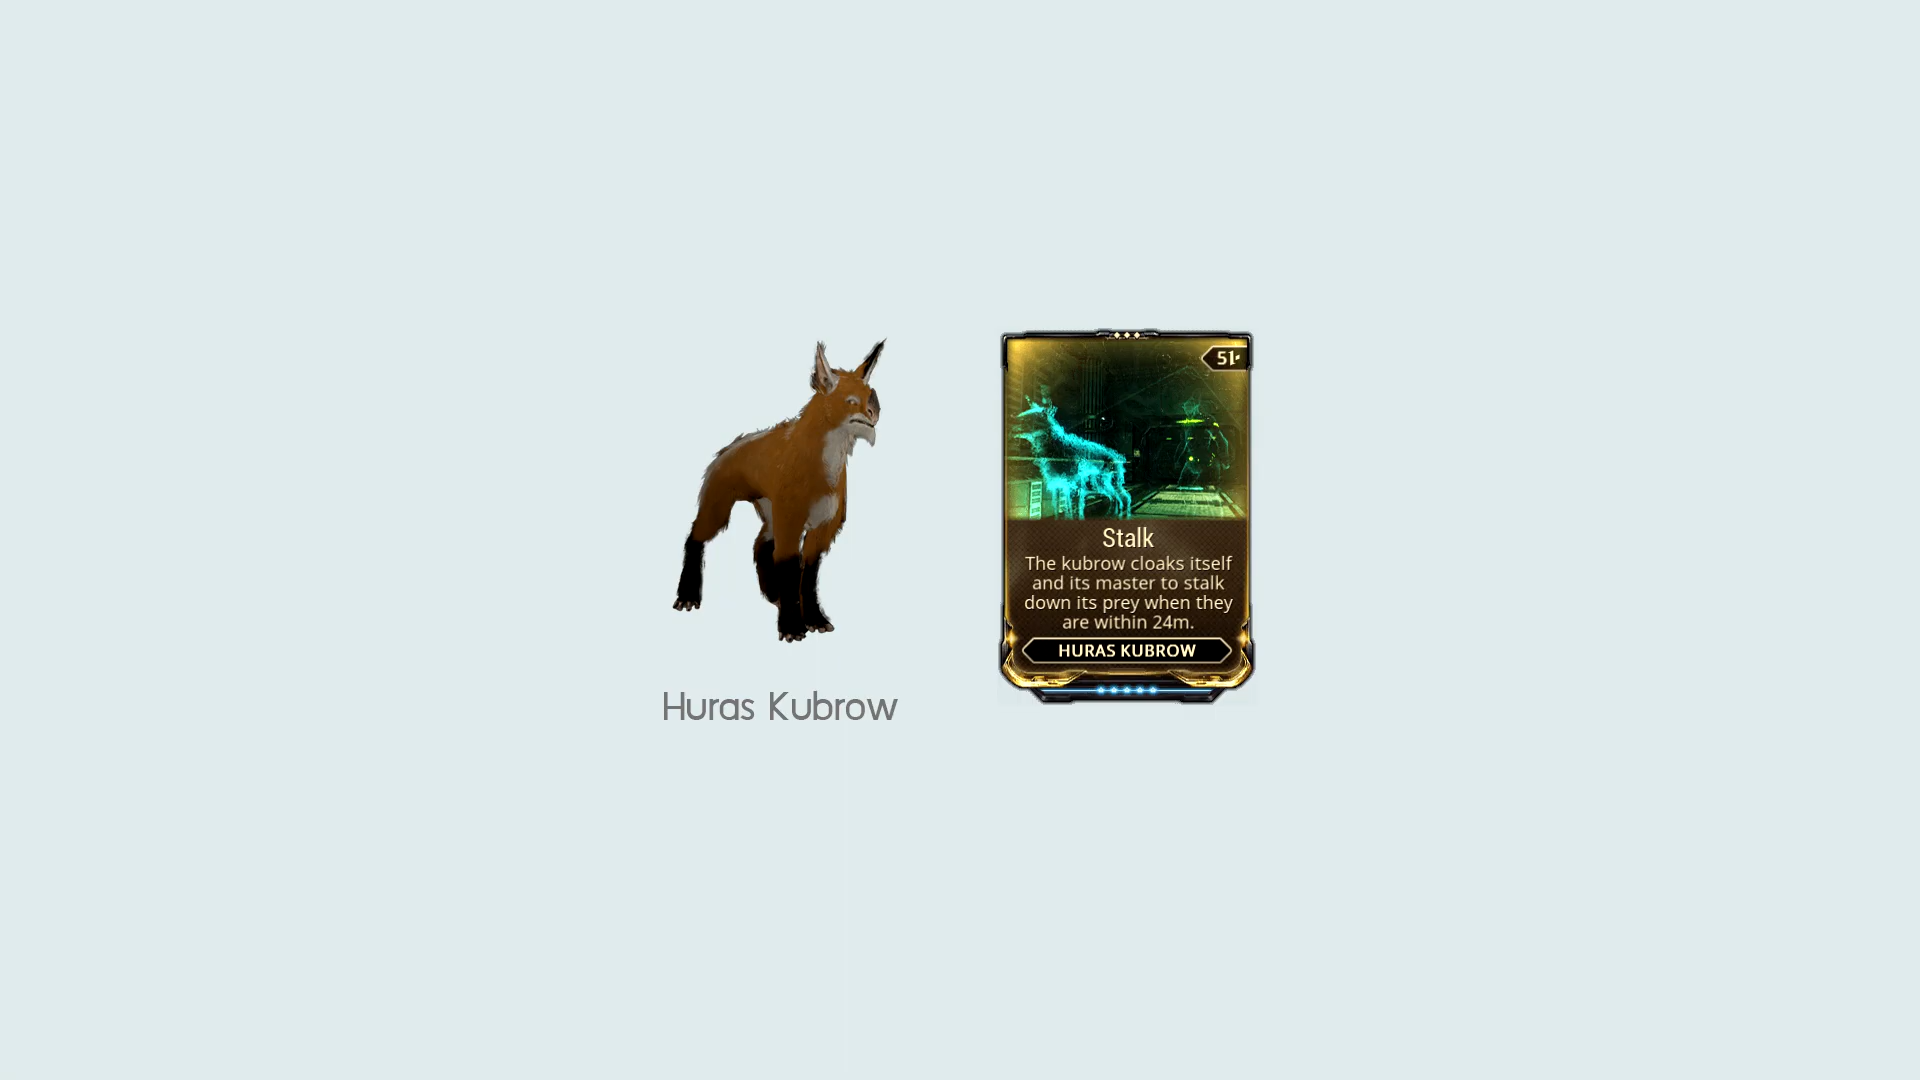 51
Stalk
The kubrow cloaks itself
and its master to stalk
down its prey when they
are within 24m.
HURAS KUBROW
Huras Kubrow